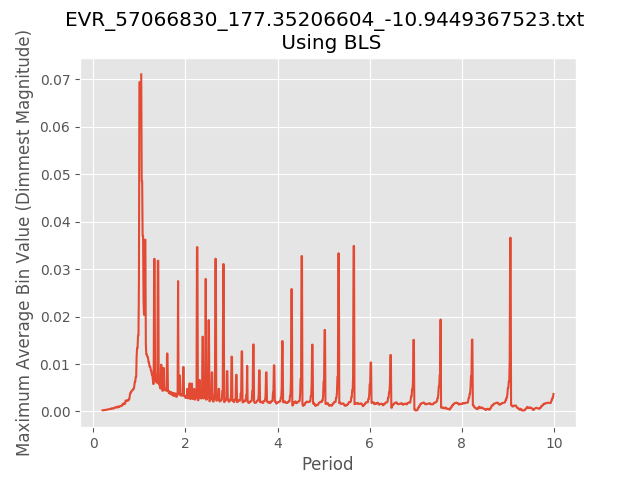 EVR_57066830_177.35206604_-10.9449367523.txt
Using BLS
Maximum Average Bin Value (Dimmest Magnitude)
0.07
0.06
0.05
0.04
0.03
0.02
0.01
0.00
0 2 4 6 8 10
Period